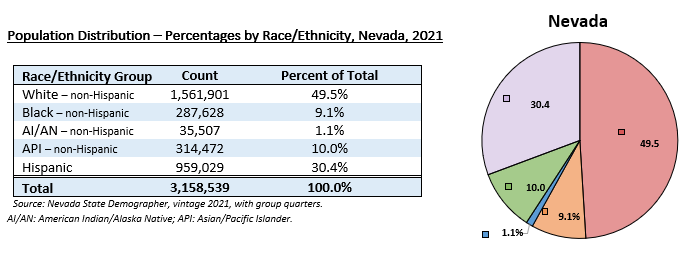 Population Distribution – Percentages by Race/Ethnicity, Nevada, 2021
Race/Ethnicity Group Count Percent of Total
White – non-Hispanic 1,561,901 49.5%
Black – non-Hispanic 287,628 9.1%
AI/AN – non-Hispanic 35,507 1.1%
API – non-Hispanic 314,472 10.0%
Hispanic 959,029 30.4%
Total 3,158,539 100.0%
Source: Nevada State Demographer, vintage 2021, with group quarters.
AI/AN: American Indian/Alaska Native; API: Asian/Pacific Islander.
Nevada
30.4
49.5
10.0
9.1%
1.1%